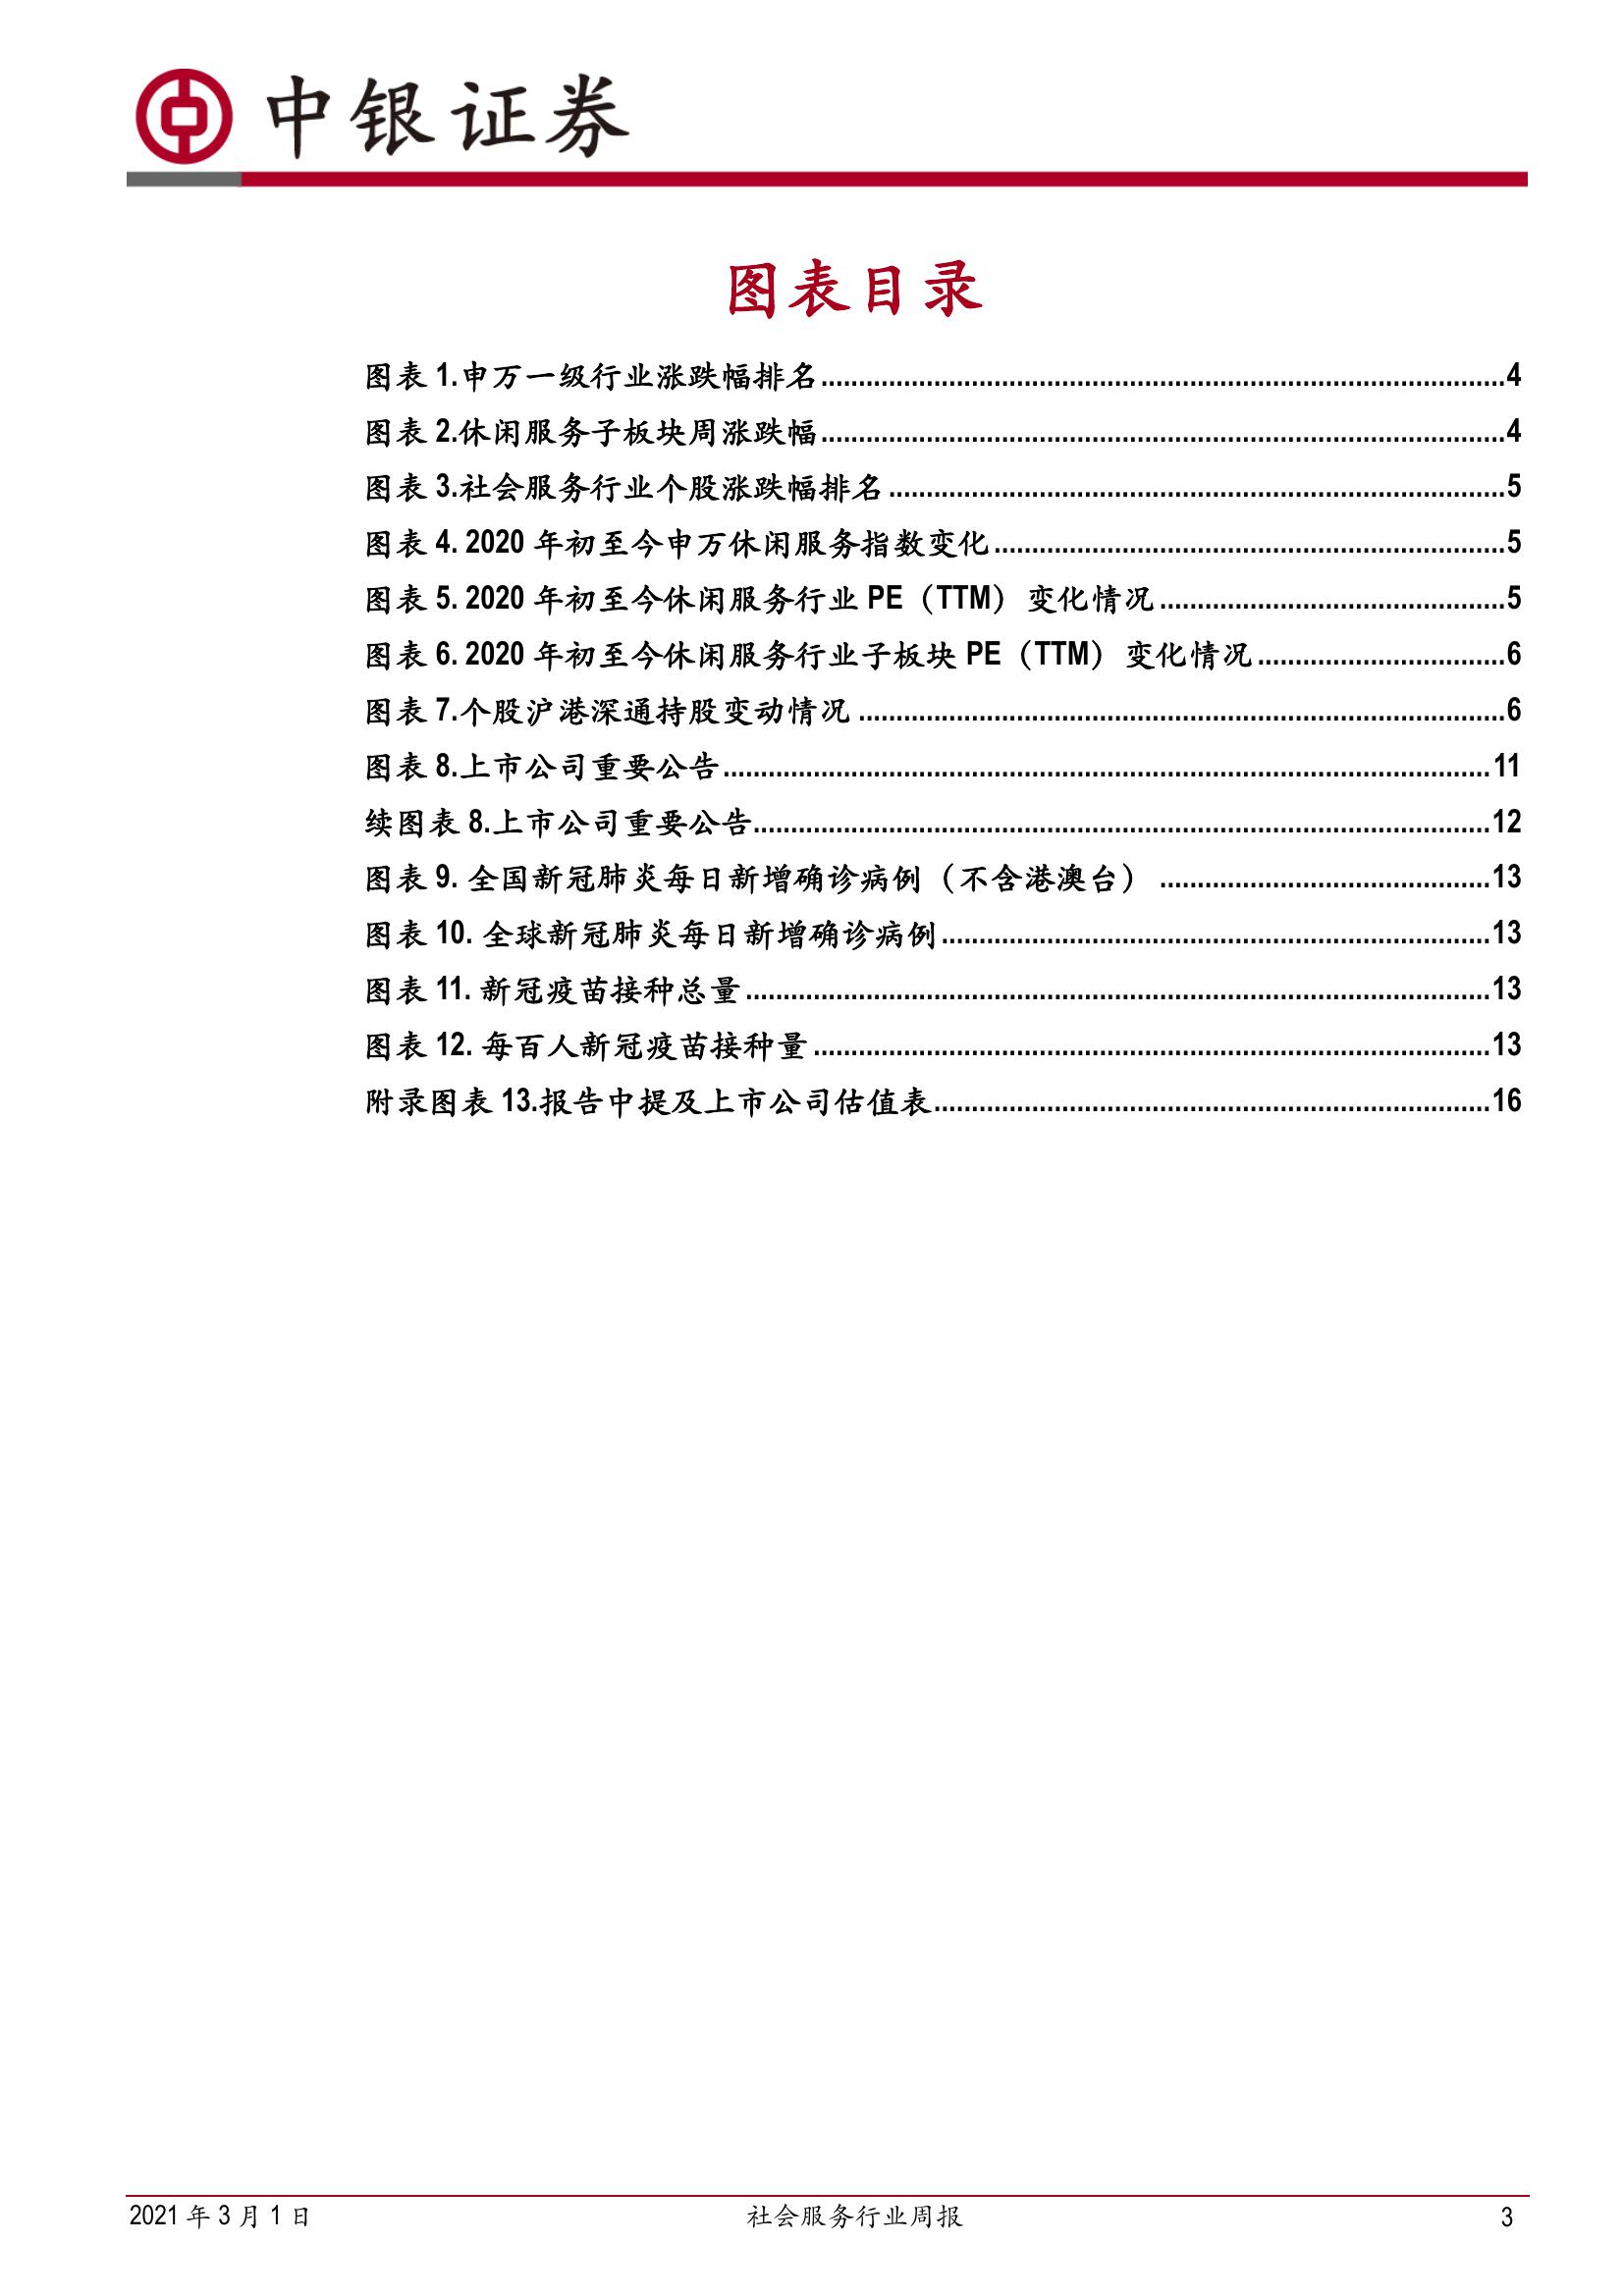 中银证券
图表目录
图表 1.申万一级行业涨跌幅排名....................4
图表 2.休闲服务子板块周涨跌幅....................4
图表 3.社会服务行业个股涨跌幅排名....................5
图表 4. 2020 年初至今申万休闲服务指数变化....................5
图表 5. 2020 年初至今休闲服务行业 PE（TTM）变化情况....................5
图表 6. 2020 年初至今休闲服务行业子板块 PE（TTM）变化情况....................6
图表 7.个股沪港深通持股变动情况....................6
图表 8.上市公司重要公告....................11
续图表 8.上市公司重要公告....................12
图表 9. 全国新冠肺炎每日新增确诊病例（不含港澳台）....................13
图表 10. 全球新冠肺炎每日新增确诊病例....................13
图表 11. 新冠疫苗接种总量....................13
图表 12. 每百人新冠疫苗接种量....................13
附录图表 13.报告中提及上市公司估值表....................16
2021 年 3 月 1 日 社会服务行业周报 3